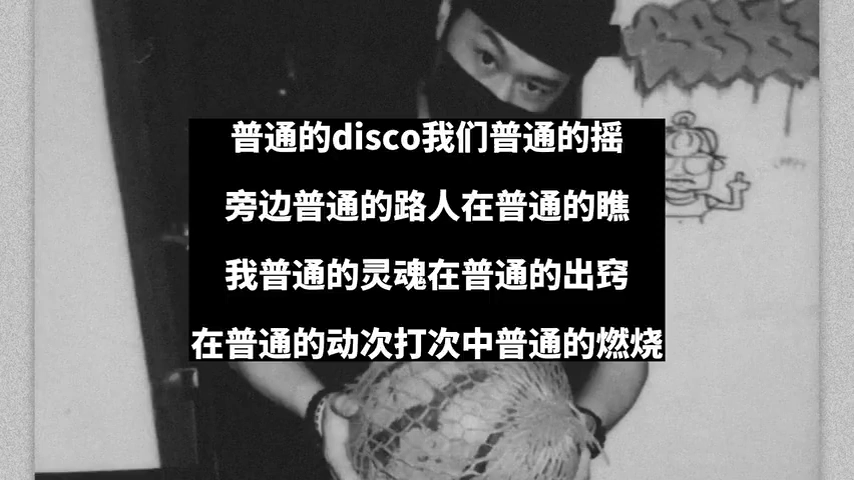 普通的disco我们普通的摇
旁边普通的路人在普通的瞧
我普通的灵魂在普通的出窍
在普通的动次打次中普通的燃烧